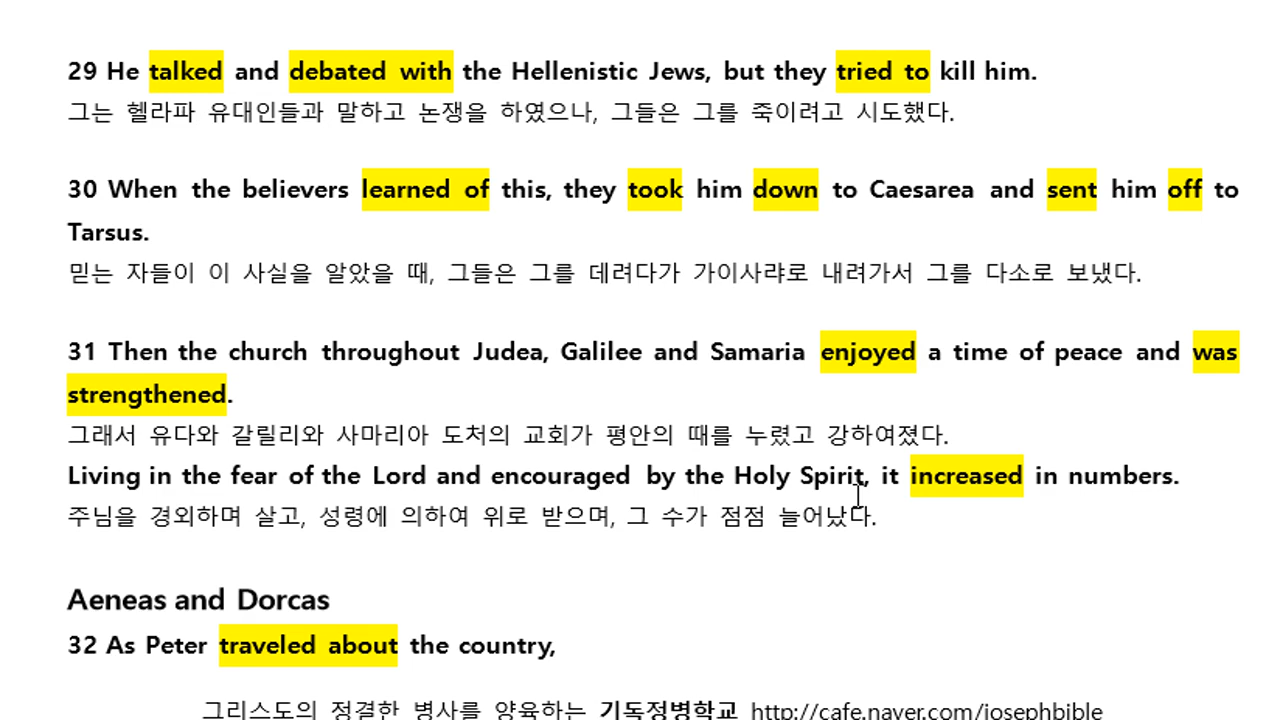 29 He talked and debated with the Hellenistic Jews, but they tried to kill him.
그는 헬라파 유대인들과 말하고 논쟁을 하였으나, 그들은 그를 죽이려고 시도했다.
30 When the believers learned of this, they took him down to Caesarea and sent him off to
Tarsus.
믿는 자들이 이 사실을 알았을 때, 그들은 그를 데려다가 가이사랴로 내려가서 그를 다소로 보냈다.
31 Then the church throughout Judea, Galilee and Samaria enjoyed a time of peace and was
strengthened.
그래서 유다와 갈릴리와 사마리아 도처의 교회가 평안의 때를 누렸고 강하여졌다.
Living in the fear of the Lord and encouraged by the Holy Spirit, it increased in numbers.
주님을 경외하며 살고, 성령에 의하여 위로 받으며, 그 수가 점점 늘어났다.
Aeneas and Dorcas
32 As Peter traveled about the country,
그리스도의 정결한 병사를 양육하는 기독정병학교 http://cafe.naver.com/josephbible